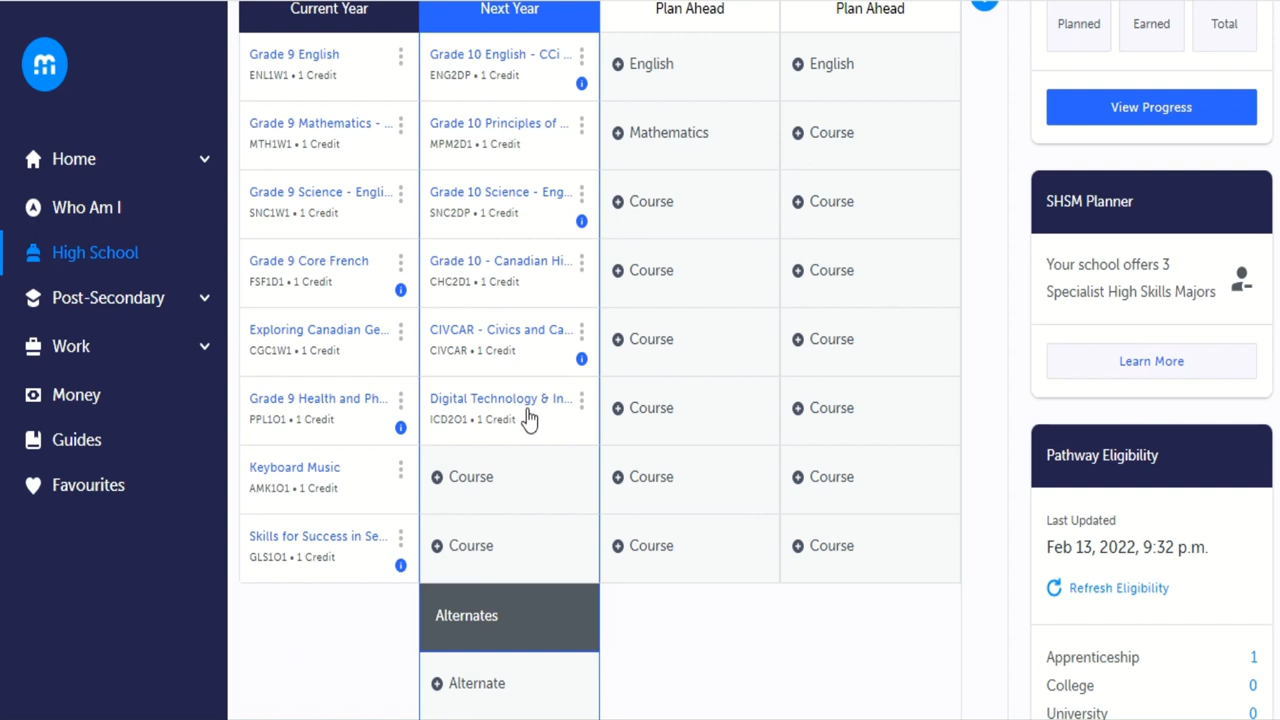 m
Home
Who Am I
High School
Post-Secondary
Work
Money
Guides
Favourites
Current Year
Next Year
Plan Ahead
Plan Ahead
Grade 9 English
ENL1W1 • 1 Credit
Grade 10 English - CCi ...
ENG2DP • 1 Credit
English
English
Grade 9 Mathematics - ...
MTH1W1 • 1 Credit
Grade 10 Principles of ...
MPM2D1 • 1 Credit
Mathematics
Course
Grade 9 Science - Engli...
SNC1W1 • 1 Credit
Grade 10 Science - Eng...
SNC2DP • 1 Credit
Course
Course
Grade 9 Core French
FSF1D1 • 1 Credit
Grade 10 - Canadian Hi...
CHC2D1 • 1 Credit
Course
Course
Exploring Canadian Ge...
CGC1W1 • 1 Credit
CIVCAR - Civics and Ca...
CIVCAR • 1 Credit
Course
Course
Grade 9 Health and Ph...
PPL1O1 • 1 Credit
Digital Technology & In...
ICD2O1 • 1 Credit
Course
Course
Keyboard Music
AMK1O1 • 1 Credit
Course
Course
Course
Skills for Success in Se...
GLS1O1 • 1 Credit
Course
Course
Course
Alternates
Alternate
Planned
Earned
Total
View Progress
SHSM Planner
Your school offers 3
Specialist High Skills Majors
Learn More
Pathway Eligibility
Last Updated
Feb 13, 2022, 9:32 p.m.
Refresh Eligibility
Apprenticeship 1
College 0
University 0